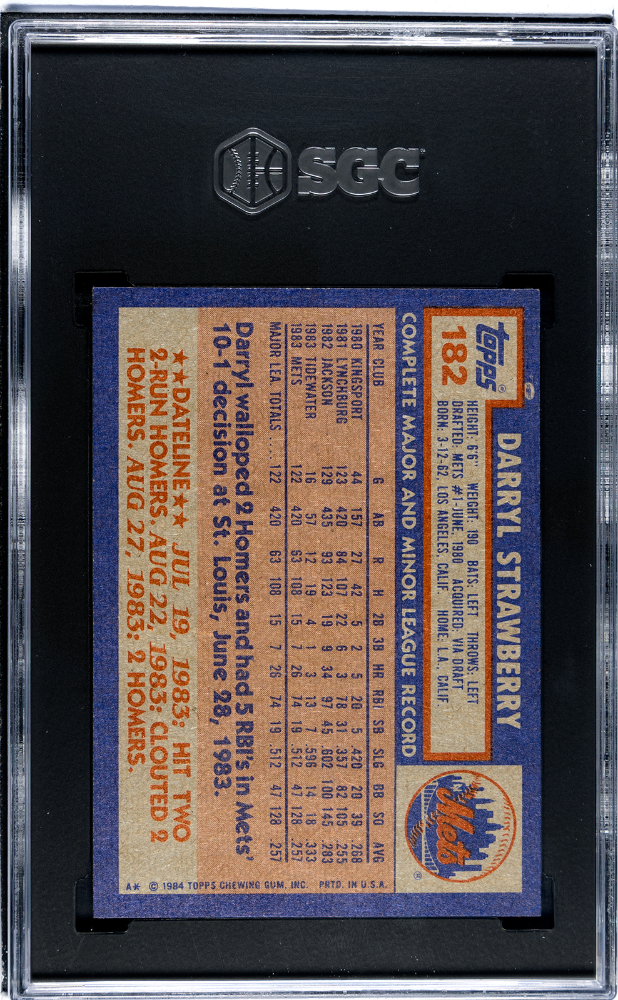 SGC
topps®
182
DARRYL STRAWBERRY
HEIGHT: 6'6" WEIGHT: 190 BATS: LEFT THROWS: LEFT
DRAFTED: METS #1-JUNE, 1980 ACQUIRED: VIA DRAFT
BORN: 3-12-62, LOS ANGELES, CALIF. HOME: L.A., CALIF.
Mets
®
COMPLETE MAJOR AND MINOR LEAGUE RECORD
YEAR CLUB G AB R H 2B 3B HR RBI SB SLG BB SO AVG
1980 KINGSPORT 44 157 27 42 5 2 5 20 5 .420 20 39 .268
1981 LYNCHBURG 123 420 84 107 22 6 13 78 31 .357 82 105 .255
1982 JACKSON 129 435 93 123 19 9 34 97 45 .602 100 145 .283
1983 TIDEWATER 16 57 12 19 4 1 3 13 7 .596 14 18 .333
1983 METS 122 420 63 108 15 7 26 74 19 .512 47 128 .257
MAJOR LEA. TOTALS 122 420 63 108 15 7 26 74 19 .512 47 128 .257
Darryl walloped 2 Homers and had 5 RBI's in Mets'
10-1 decision at St. Louis, June 28, 1983.
★★DATELINE★★ JUL 19, 1983: HIT TWO
2-RUN HOMERS. AUG 22, 1983: CLOUTED 2
HOMERS. AUG 27, 1983: 2 HOMERS.
A* © 1984 TOPPS CHEWING GUM, INC. PRTD. IN U.S.A.